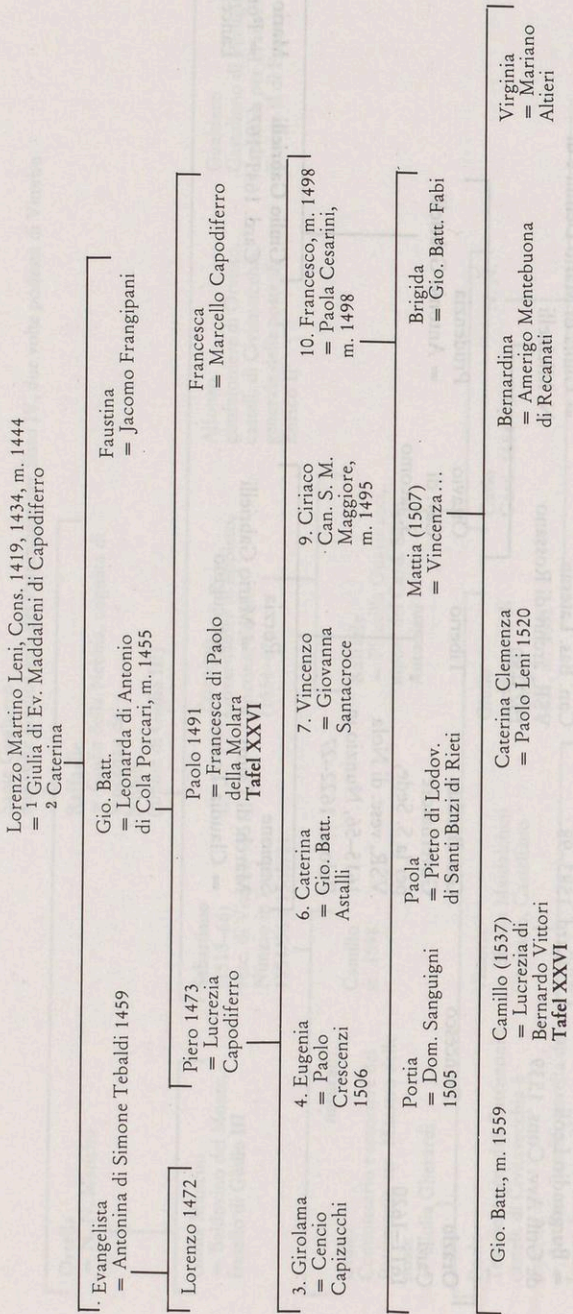 Lorenzo Martino Leni, Cons. 1419, 1434, m. 1444
= 1 Giulia di Ev. Maddaleni di Capodiferro
2 Caterina
1. Evangelista
= Antonina di Simone Tebaldi 1459
Gio. Batt.
= Leonarda di Antonio
di Cola Porcari, m. 1455
Faustina
= Jacomo Frangipani
Lorenzo 1472
Piero 1473
= Lucrezia
Capodiferro
Paolo 1491
= Francesca di Paolo
della Molara
Tafel XXVI
Francesca
= Marcello Capodiferro
3. Girolama
= Cencio
Capizucchi
4. Eugenia
= Paolo
Crescenzi
1506
6. Caterina
= Gio. Batt.
Astalli
7. Vincenzo
= Giovanna
Santacroce
9. Ciriaco
Can. S. M.
Maggiore,
m. 1495
10. Francesco, m. 1498
= Paola Cesarini,
m. 1498
Portia
= Dom. Sanguigni
1505
Paola
= Pietro di Lodov.
di Santi Buzi di Rieti
Mattia (1507)
= Vincenza...
Brigida
= Gio. Batt. Fabi
Gio. Batt., m. 1559
Camillo (1537)
= Lucrezia di
Bernardo Vittori
Tafel XXVI
Caterina Clemenza
= Paolo Leni 1520
Bernardina
= Amerigo Mentebuona
di Recanati
Virginia
= Mariano
Altieri